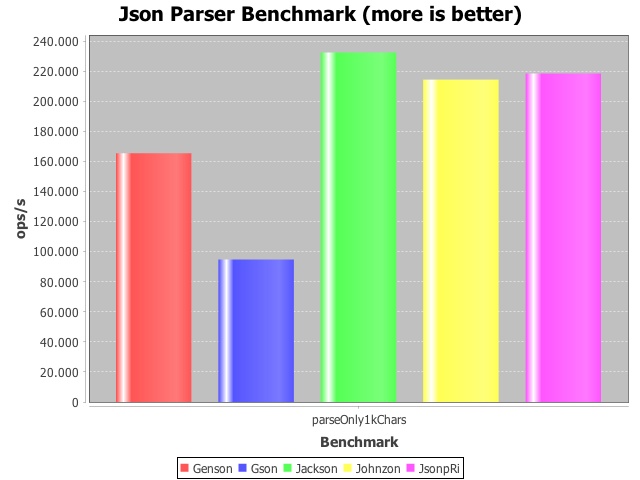 Json Parser Benchmark (more is better)
240.000
220.000
200.000
180.000
160.000
140.000
120.000
100.000
80.000
60.000
40.000
20.000
0
ops/s
parseOnly1kChars
Benchmark
Genson Gson Jackson Johnzon JsonpRi